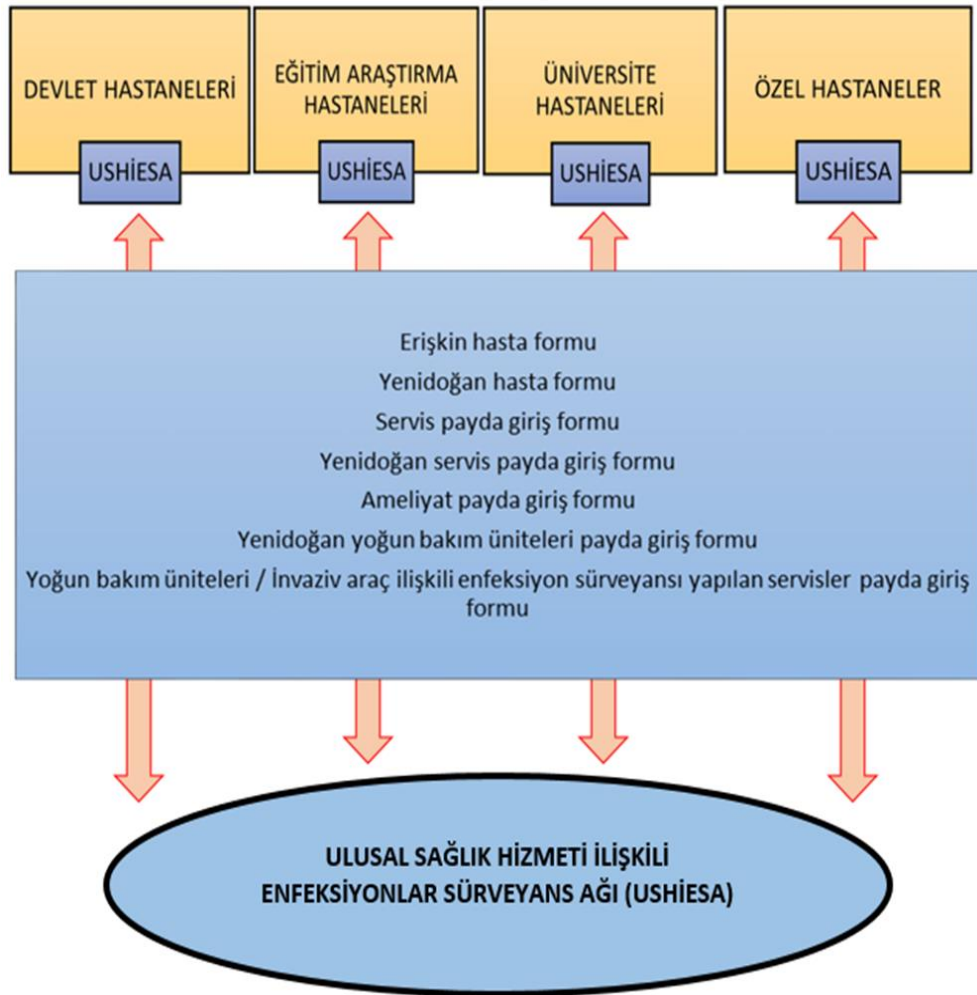 DEVLET HASTANELERİ
USHİESA
EĞİTİM ARAŞTIRMA
HASTANELERİ
USHİESA
ÜNİVERSİTE
HASTANELERİ
USHİESA
ÖZEL HASTANELER
USHİESA
Erişkin hasta formu
Yenidoğan hasta formu
Servis payda giriş formu
Yenidoğan servis payda giriş formu
Ameliyat payda giriş formu
Yenidoğan yoğun bakım üniteleri payda giriş formu
Yoğun bakım üniteleri / İnvaziv araç ilişkili enfeksiyon sürveyansı yapılan servisler payda giriş
formu
ULUSAL SAĞLIK HİZMETİ İLİŞKİLİ
ENFEKSİYONLAR SÜRVEYANS AĞI (USHİESA)